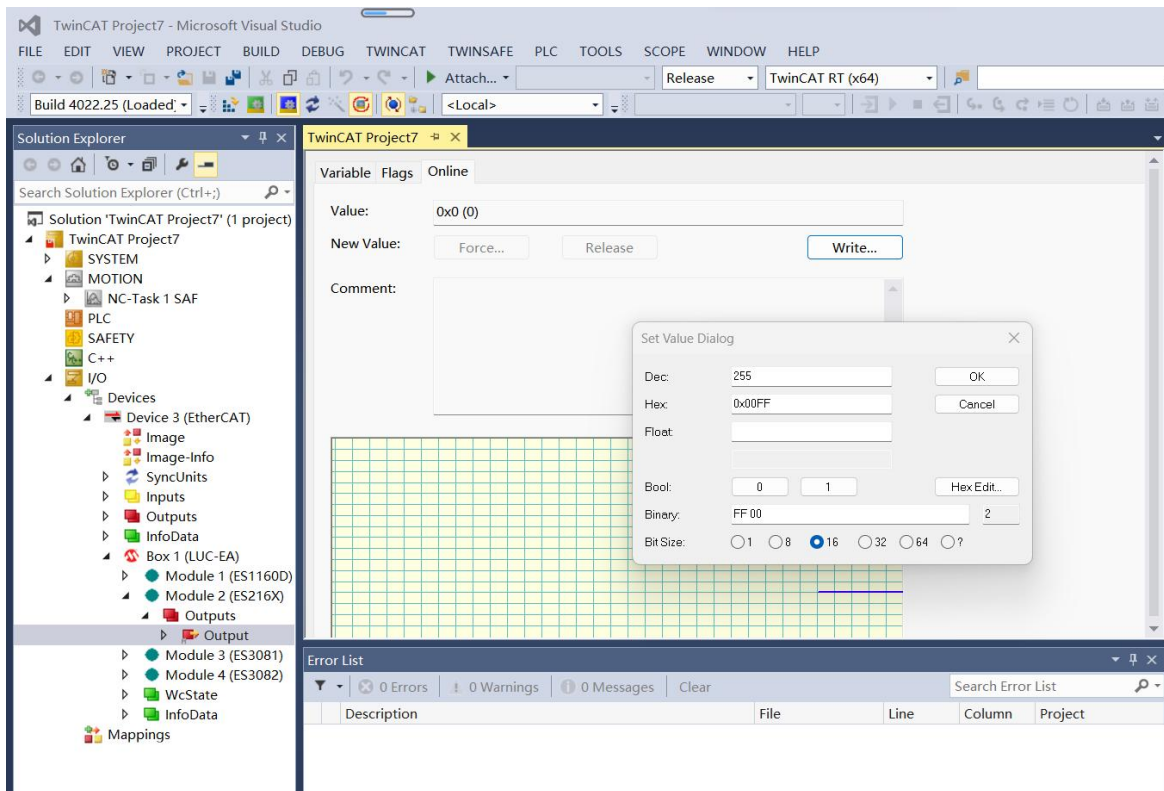 TwinCAT Project7 - Microsoft Visual Studio
FILE EDIT VIEW PROJECT BUILD DEBUG TWINCAT TWINSAFE PLC TOOLS SCOPE WINDOW HELP
Attach... Release TwinCAT RT (x64)
Build 4022.25 (Loaded) <Local>
Solution Explorer
Search Solution Explorer (Ctrl+;)
Solution 'TwinCAT Project7' (1 project)
TwinCAT Project7
SYSTEM
MOTION
NC-Task 1 SAF
PLC
SAFETY
C++
I/O
Devices
Device 3 (EtherCAT)
Image
Image-Info
SyncUnits
Inputs
Outputs
InfoData
Box 1 (LUC-EA)
Module 1 (ES1160D)
Module 2 (ES216X)
Outputs
Output
Module 3 (ES3081)
Module 4 (ES3082)
WcState
InfoData
Mappings
TwinCAT Project7
Variable Flags Online
Value: 0x0 (0)
New Value: Force... Release Write...
Comment:
Set Value Dialog
Dec: 255 OK
Hex: 0x00FF Cancel
Float:
Bool: 0 1 Hex Edit...
Binary: FF 00 2
Bit Size: 1 8 16 32 64 ?
Error List
0 Errors 0 Warnings 0 Messages Clear Search Error List
Description File Line Column Project